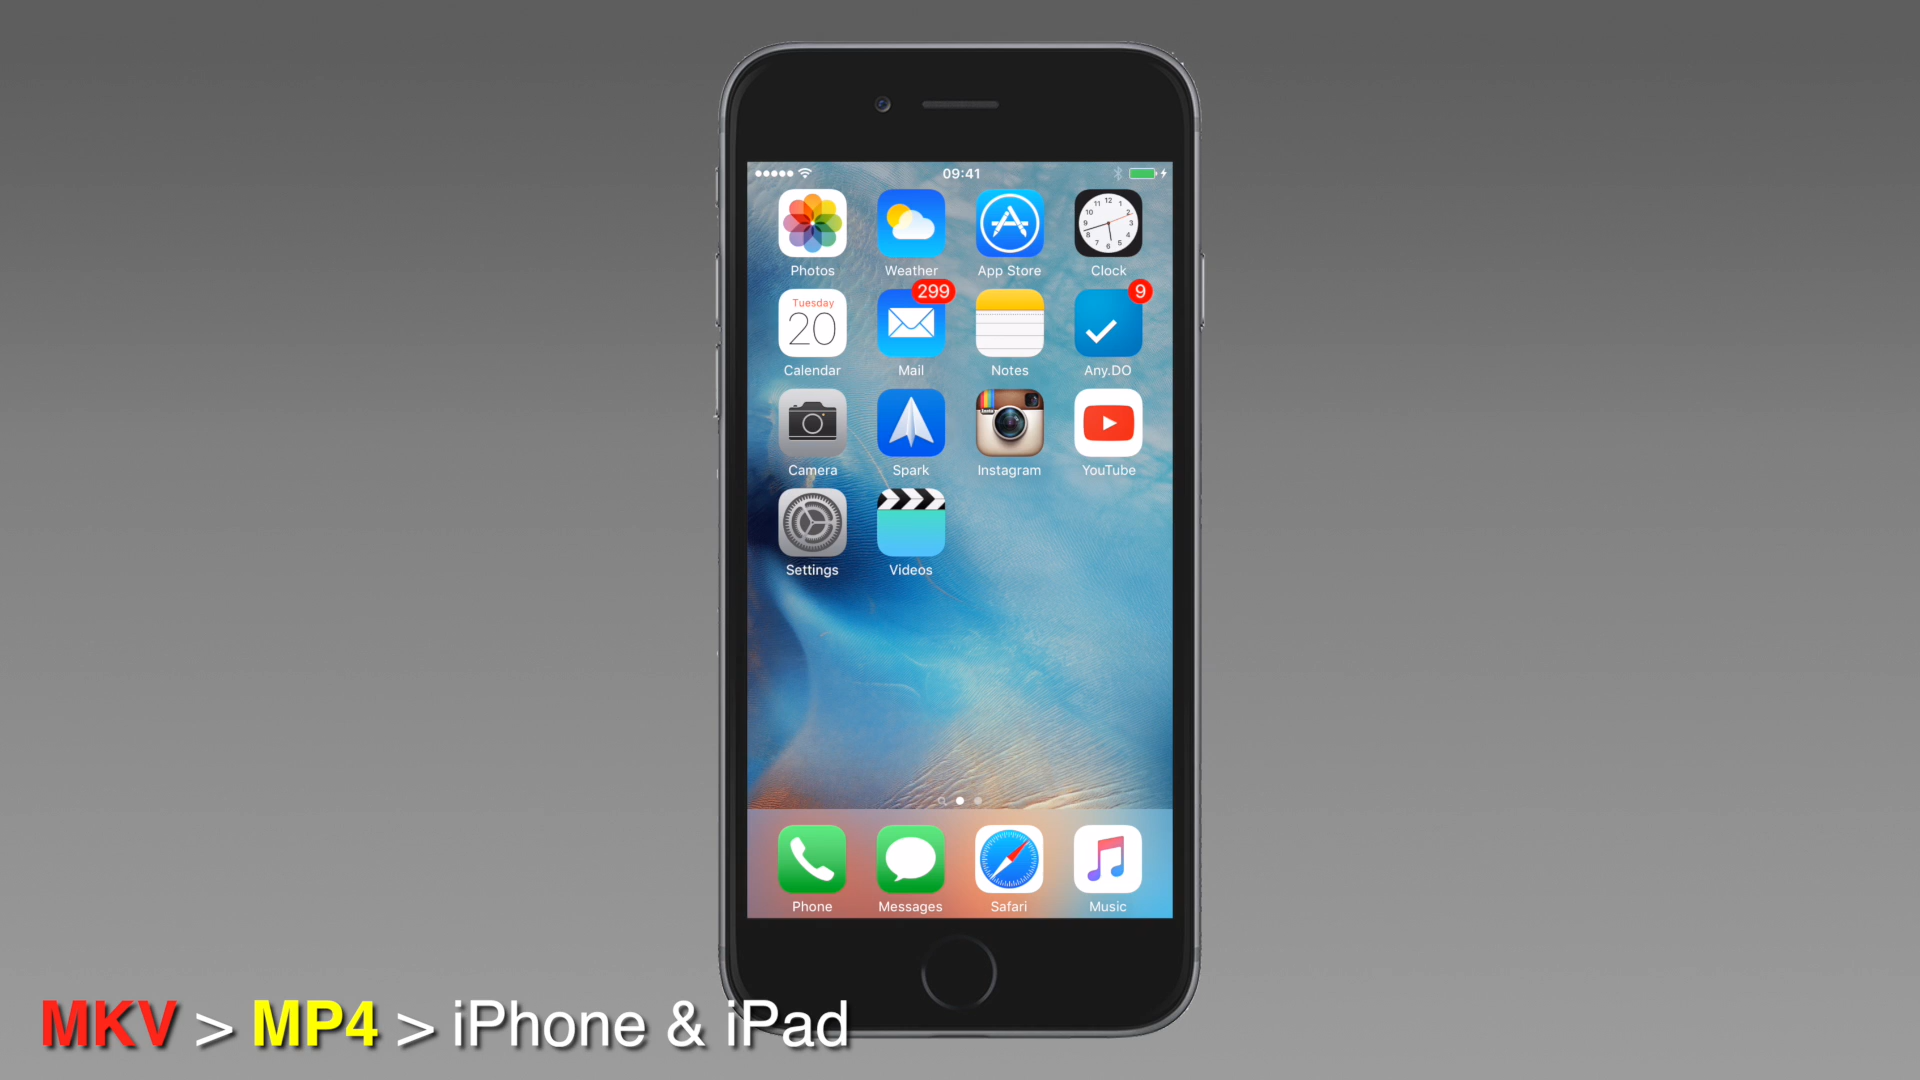 09:41
Photos Weather App Store Clock
299 9
Tuesday
20
Calendar Mail Notes Any.DO
Camera Spark Instagram YouTube
Settings Videos
Phone Messages Safari Music
MKV > MP4 > iPhone & iPad